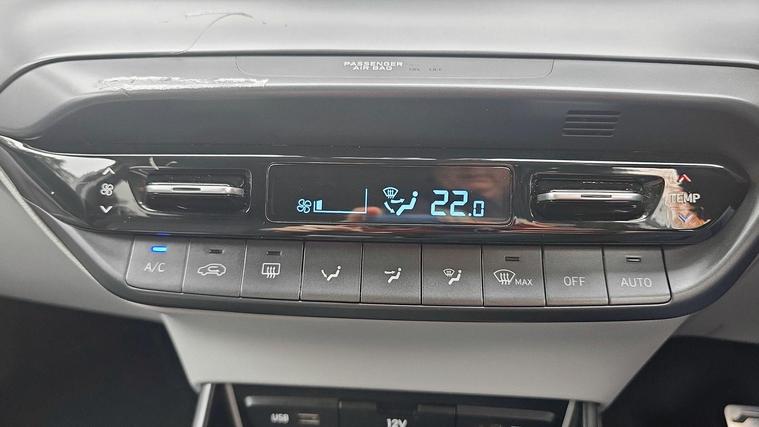 PASSENGER
AIR BAG
22.0
TEMP
A/C
MAX
OFF
AUTO
USB
12V